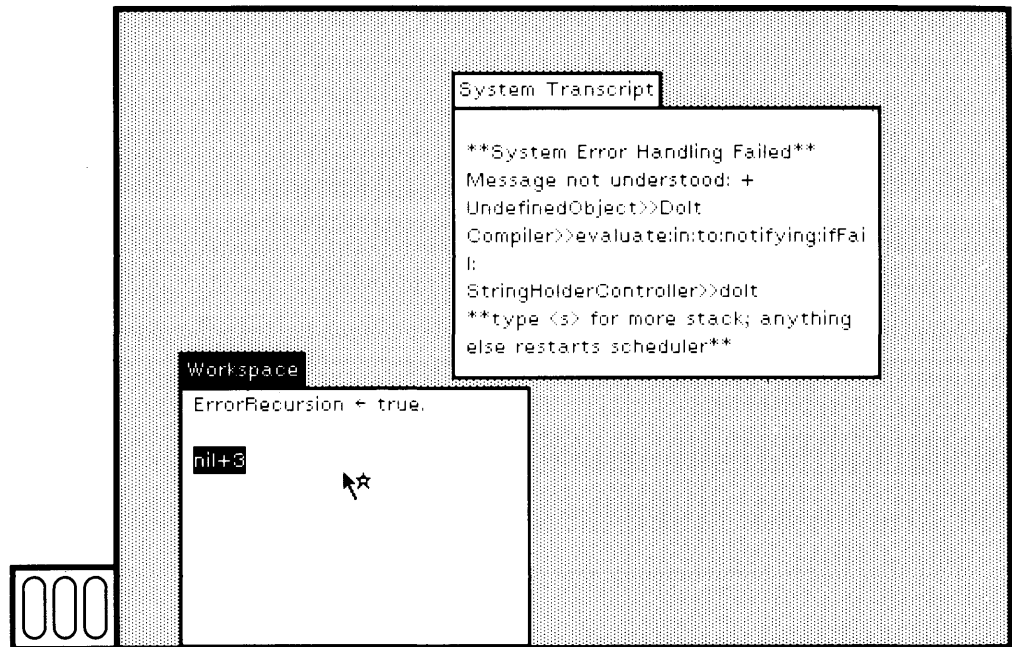 System Transcript
**System Error Handling Failed**
Message not understood: +
UndefinedObject>>DoIt
Compiler>>evaluate:in:to:notifying:ifFai
l:
StringHolderController>>doIt
**type <s> for more stack; anything
else restarts scheduler**
Workspace
ErrorRecursion ← true.
nil+3